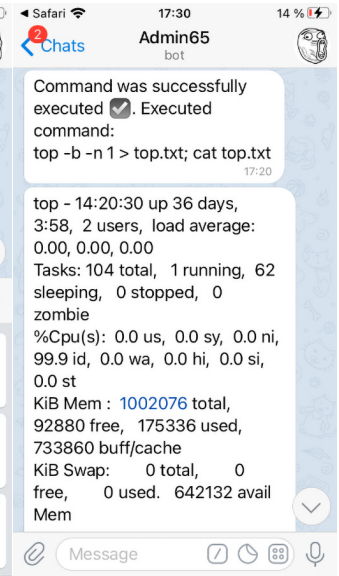 Safari 17:30 14 %
2
Chats Admin65
bot
Command was successfully
executed ☑. Executed
command:
top -b -n 1 > top.txt; cat top.txt
17:20
top - 14:20:30 up 36 days,
3:58, 2 users, load average:
0.00, 0.00, 0.00
Tasks: 104 total, 1 running, 62
sleeping, 0 stopped, 0
zombie
%Cpu(s): 0.0 us, 0.0 sy, 0.0 ni,
99.9 id, 0.0 wa, 0.0 hi, 0.0 si,
0.0 st
KiB Mem : 1002076 total,
92880 free, 175336 used,
733860 buff/cache
KiB Swap: 0 total, 0
free, 0 used. 642132 avail
Mem
Message